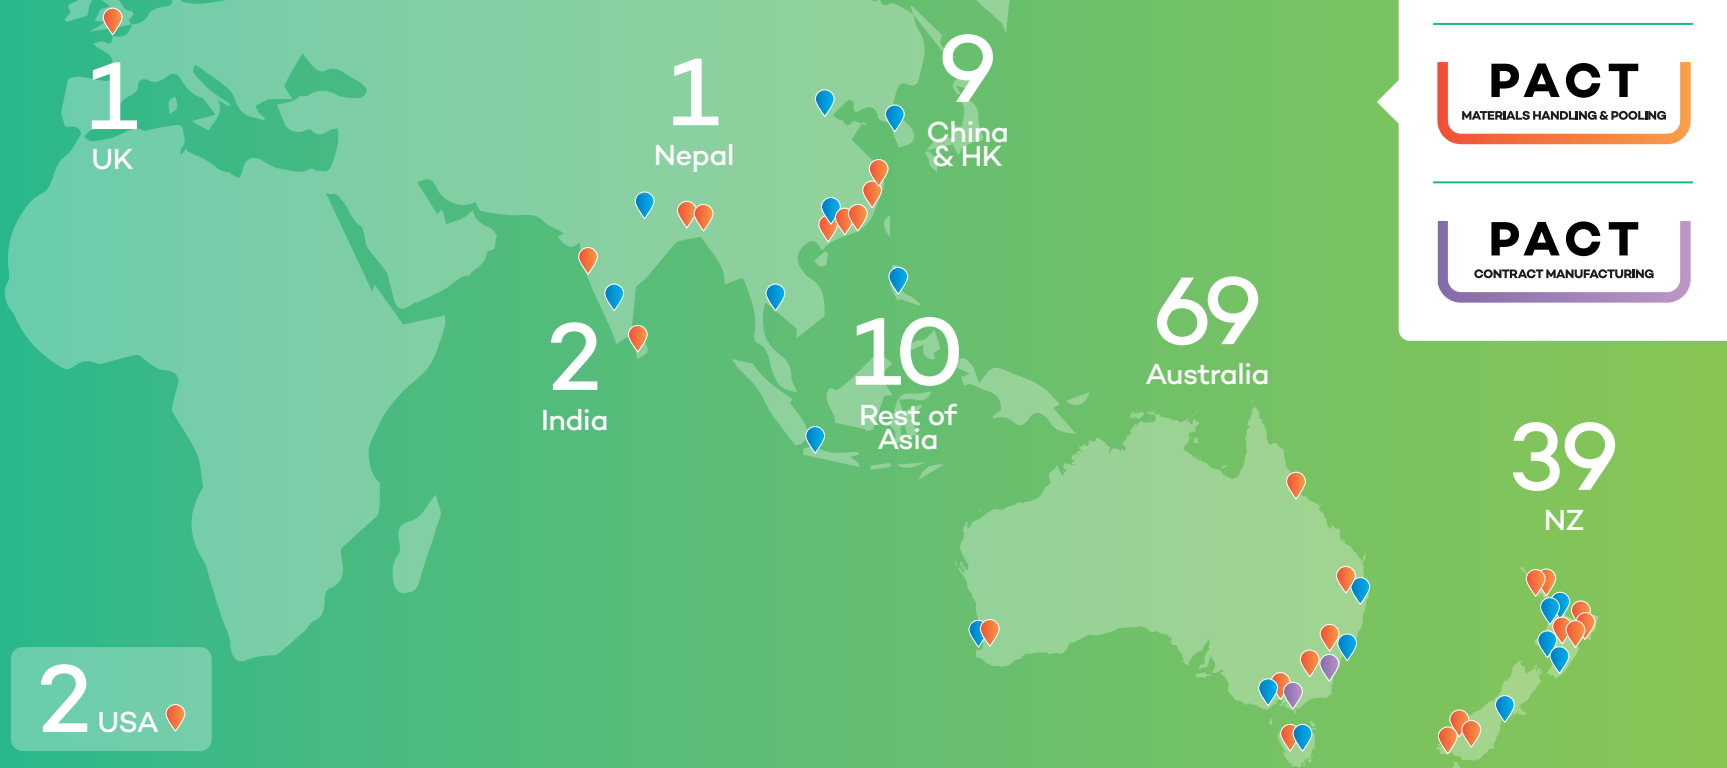 1
UK
1
Nepal
9
China
& HK
PACT
MATERIALS HANDLING & POOLING
PACT
CONTRACT MANUFACTURING
2
India
10
Rest of
Asia
69
Australia
39
NZ
2 USA